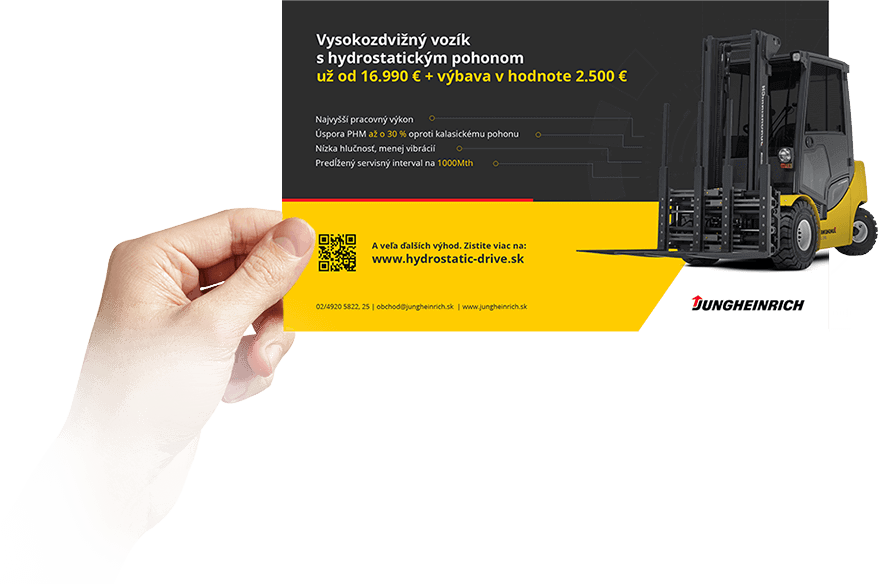 Vysokozdvižný vozík
s hydrostatickým pohonom
už od 16.990 € + výbava v hodnote 2.500 €
Najvyšší pracovný výkon
Úspora PHM až o 30 % oproti kalasickému pohonu
Nízka hlučnosť, menej vibrácií
Predĺžený servisný interval na 1000Mth
A veľa ďalších výhod. Zistite viac na:
www.hydrostatic-drive.sk
02/4920 5822, 25 | obchod@jungheinrich.sk | www.jungheinrich.sk
JUNGHEINRICH